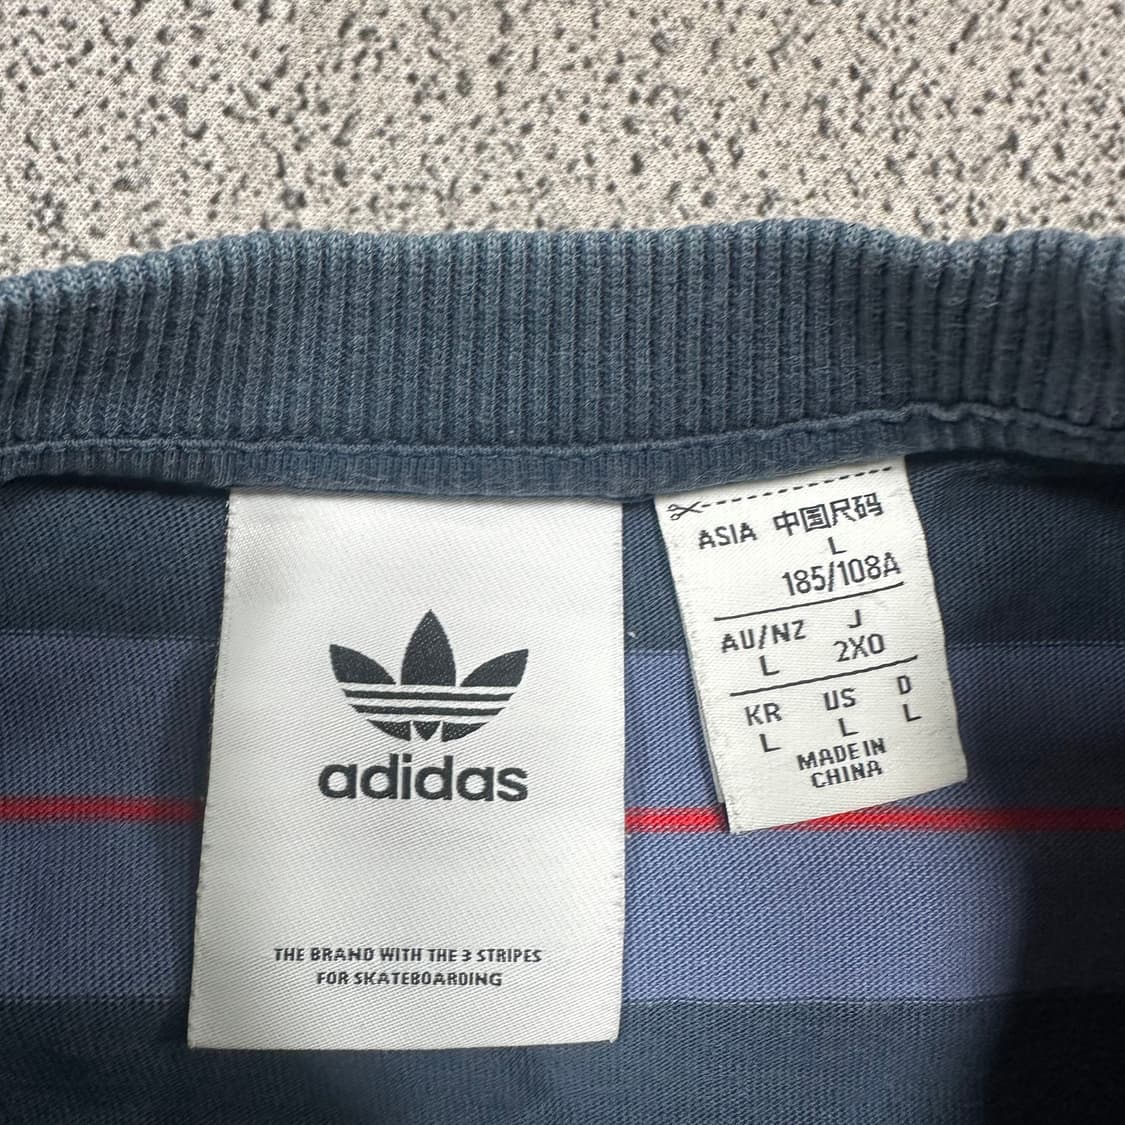 adidas
THE BRAND WITH THE 3 STRIPES
FOR SKATEBOARDING
ASIA 中国尺码
L
185/108A
AU/NZ J
L 2XO
KR US D
L L L
MADE IN
CHINA